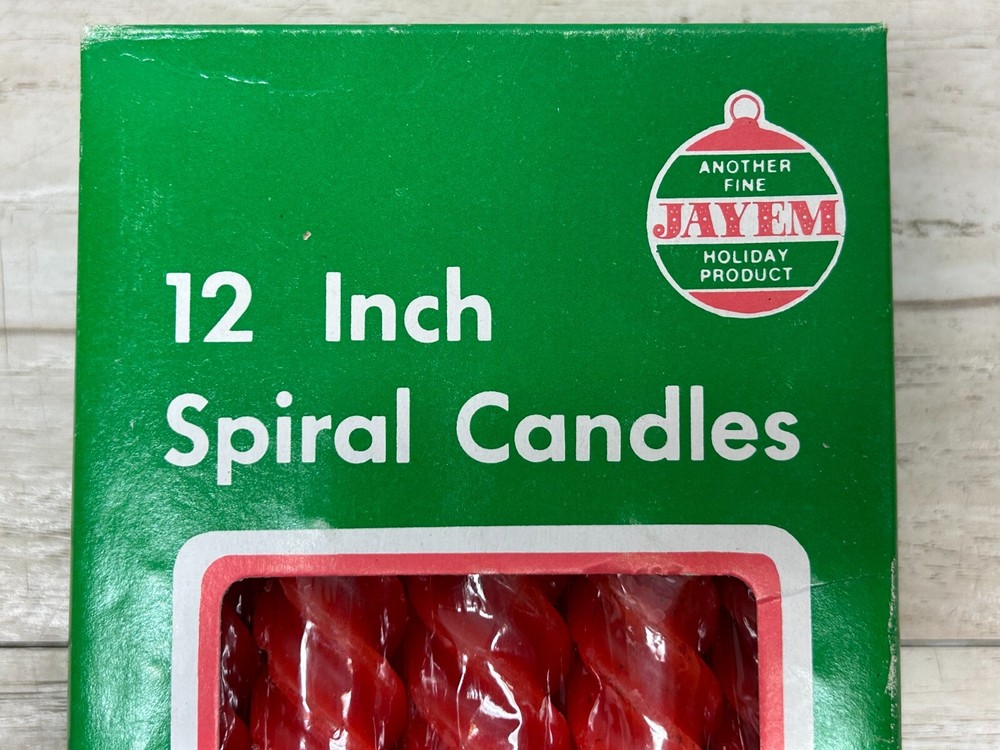 ANOTHER
FINE
JAYEM
HOLIDAY
PRODUCT
12 Inch
Spiral Candles